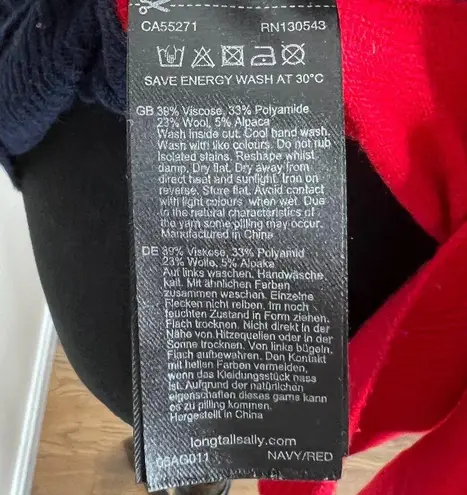 CA55271 RN130543
SAVE ENERGY WASH AT 30°C
GB 39% Viscose, 33% Polyamide
23% Wool, 5% Alpaca
Wash inside out. Cool hand wash.
Wash with like colours. Do not rub
isolated stains. Reshape whilst
damp. Dry flat. Dry away from
direct heat and sunlight. Iron on
reverse. Store flat. Avoid contact
with light colours when wet. Due
to the natural characteristics of
the yarn some pilling may occur.
Manufactured in China
DE 39% Viskose, 33% Polyamid
23% Wolle, 5% Alpaka
Auf links waschen. Handwäsche
kalt. Mit ähnlichen Farben
zusammen waschen. Einzelne
Flecken nicht reiben. Im noch
feuchten Zustand in Form ziehen.
Flach trocknen. Nicht direkt in der
Nähe von Hitzequellen oder in der
Sonne trocknen. Von links bügeln.
Flach aufbewahren. Den Kontakt
mit hellen Farben vermeiden,
wenn das Kleidungsstück nass
ist. Aufgrund der natürlichen
eigenschaften dieses garns kann
es zu pilling kommen.
Hergestellt in China
longtallsally.com
06AG011 NAVY/RED